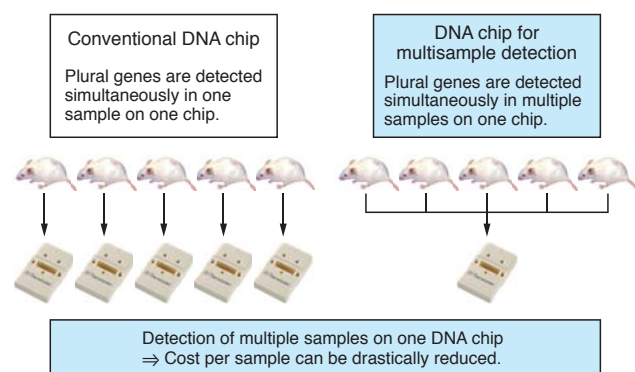 Conventional DNA chip
Plural genes are detected
simultaneously in one
sample on one chip.
DNA chip for
multisample detection
Plural genes are detected
simultaneously in multiple
samples on one chip.
Detection of multiple samples on one DNA chip
⇒ Cost per sample can be drastically reduced.